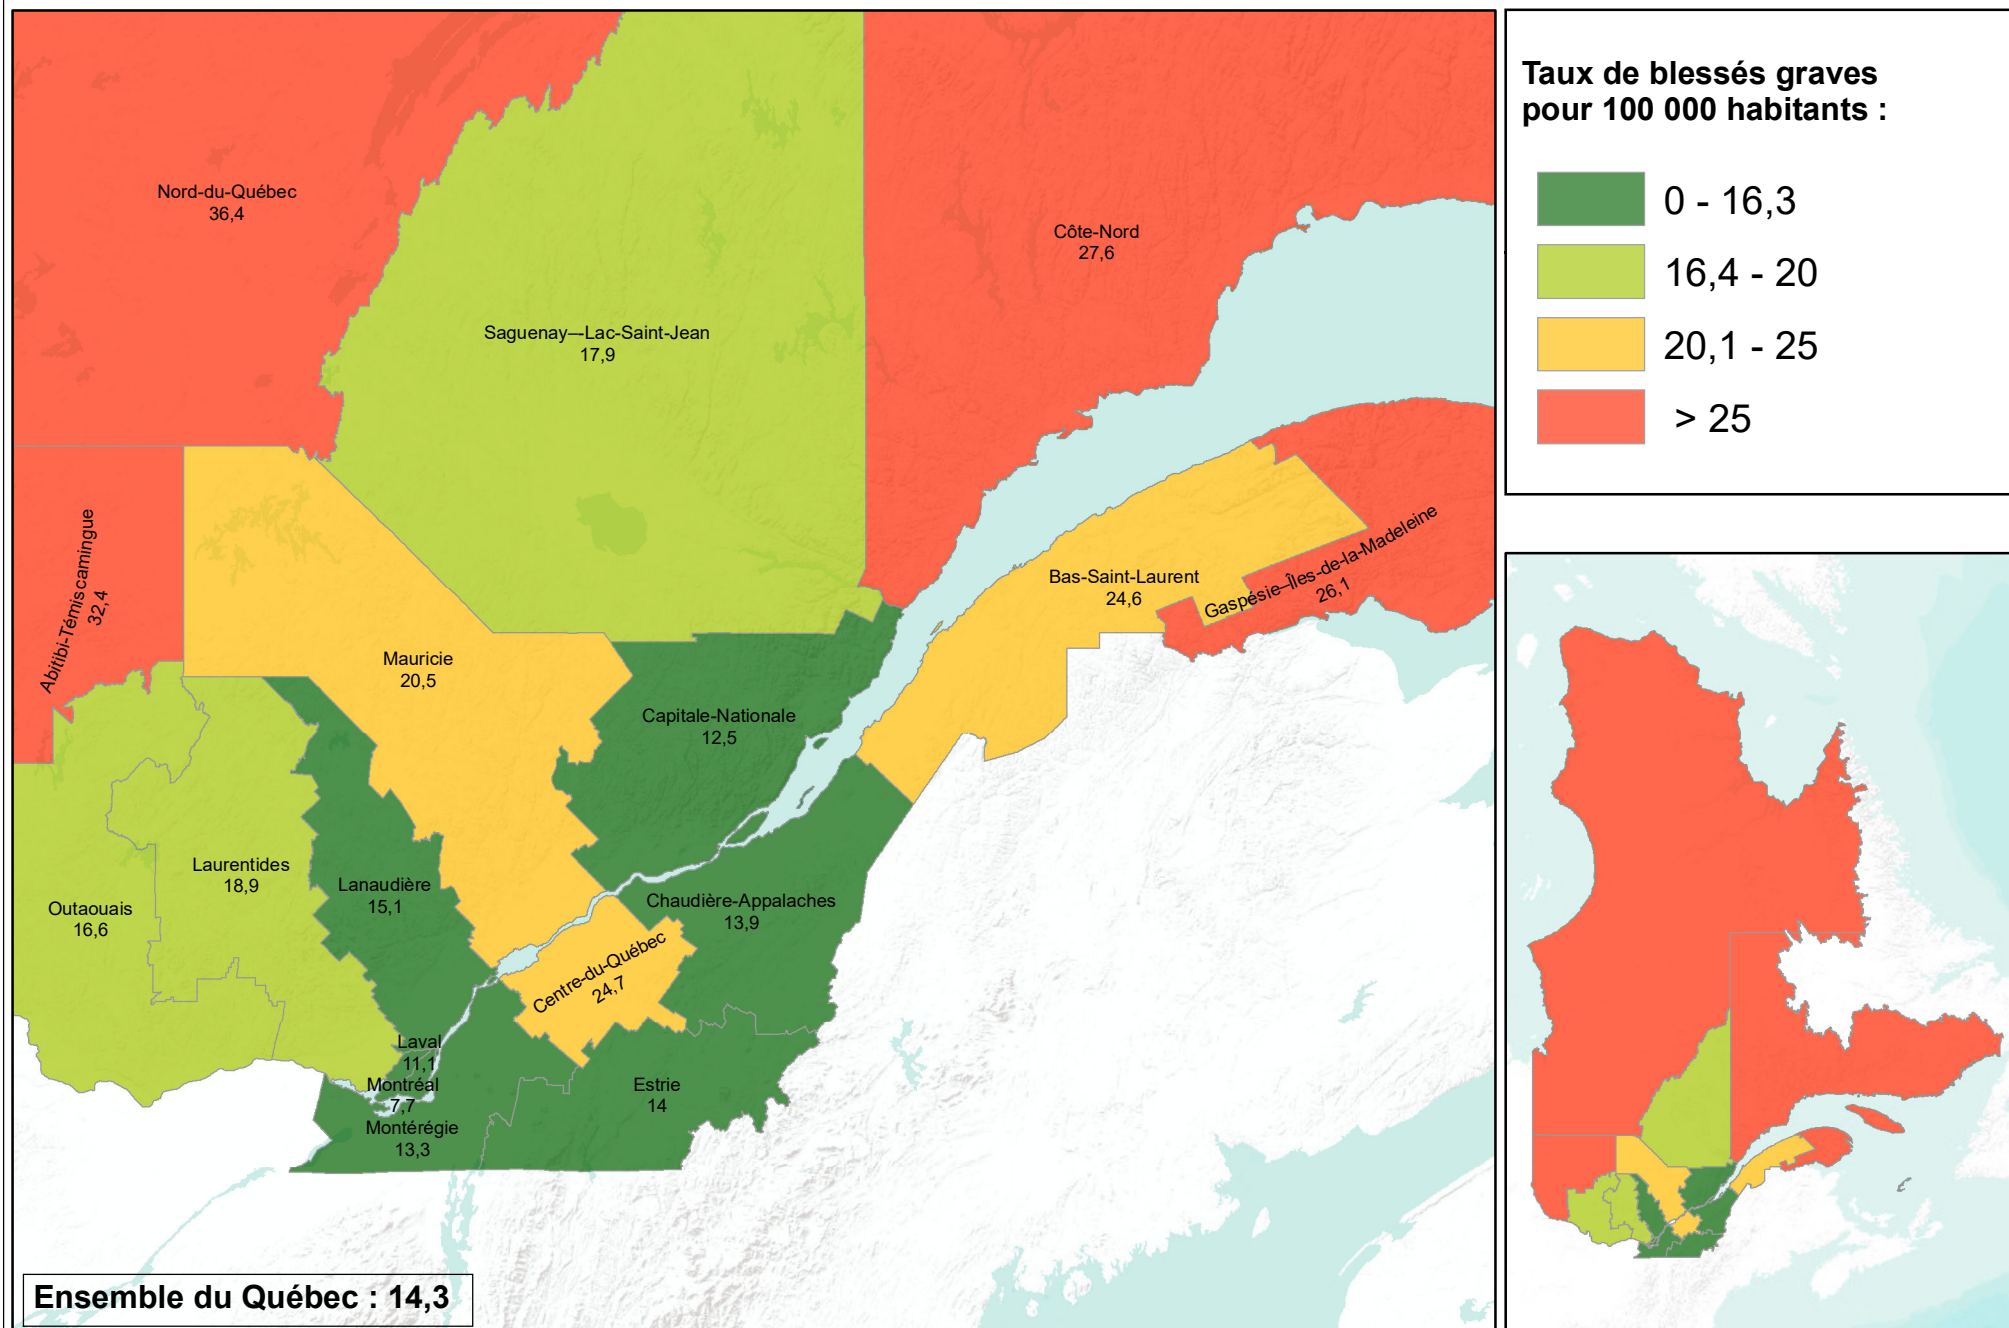 Nord-du-Québec
36,4
Côte-Nord
27,6
Saguenay—Lac-Saint-Jean
17,9
Abitibi-Témiscamingue
32,4
Bas-Saint-Laurent
24,6
Gaspésie–Îles-de-la-Madeleine
26,1
Mauricie
20,5
Capitale-Nationale
12,5
Laurentides
18,9
Lanaudière
15,1
Outaouais
16,6
Chaudière-Appalaches
13,9
Centre-du-Québec
24,7
Laval
11,1
Montréal
7,7
Montérégie
13,3
Estrie
14
Ensemble du Québec : 14,3
Taux de blessés graves
pour 100 000 habitants :
0 - 16,3
16,4 - 20
20,1 - 25
> 25